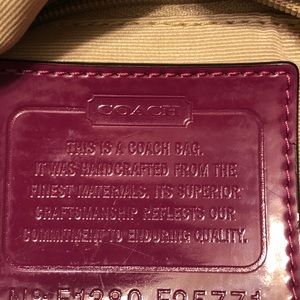 COACH
THIS IS A COACH BAG.
IT WAS HANDCRAFTED FROM THE
FINEST MATERIALS. ITS SUPERIOR
CRAFTSMANSHIP REFLECTS OUR
COMMITMENT TO ENDURING QUALITY.